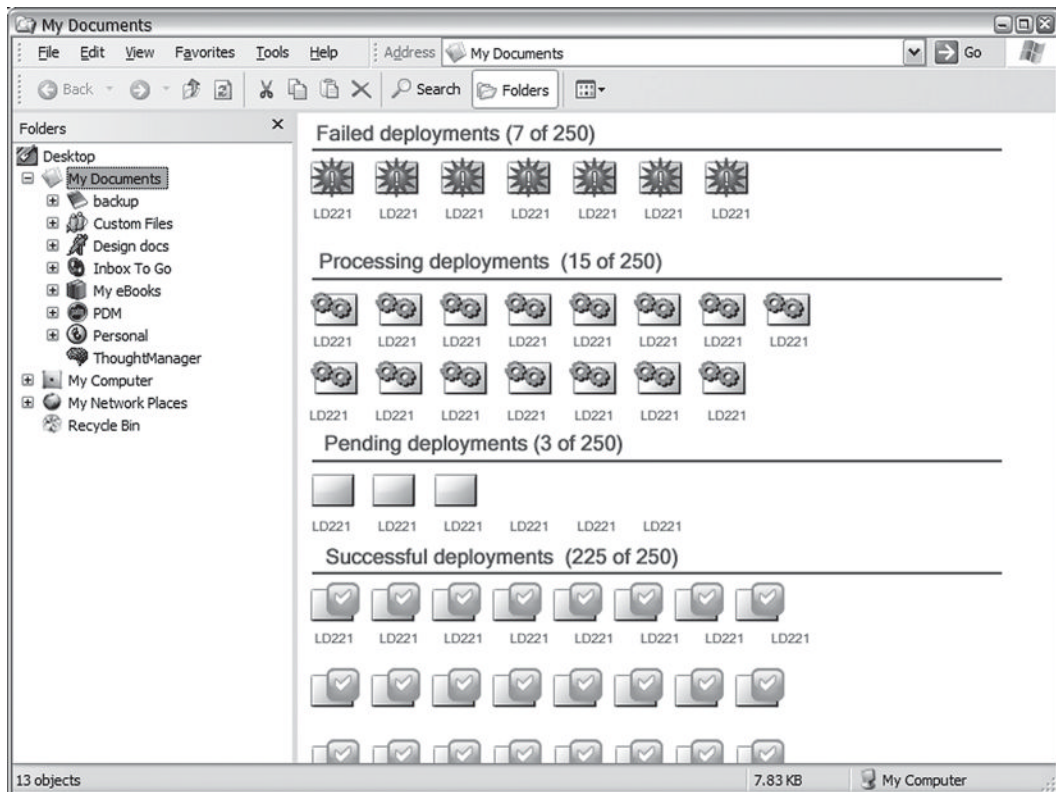 My Documents
File Edit View Favorites Tools Help Address My Documents Go
Back Search Folders
Folders
Desktop
My Documents
backup
Custom Files
Design docs
Inbox To Go
My eBooks
PDM
Personal
ThoughtManager
My Computer
My Network Places
Recycle Bin
Failed deployments (7 of 250)
LD221 LD221 LD221 LD221 LD221 LD221 LD221
Processing deployments (15 of 250)
LD221 LD221 LD221 LD221 LD221 LD221 LD221 LD221
LD221 LD221 LD221 LD221 LD221 LD221 LD221
Pending deployments (3 of 250)
LD221 LD221 LD221 LD221 LD221 LD221
Successful deployments (225 of 250)
LD221 LD221 LD221 LD221 LD221 LD221 LD221 LD221
13 objects 7.83 KB My Computer